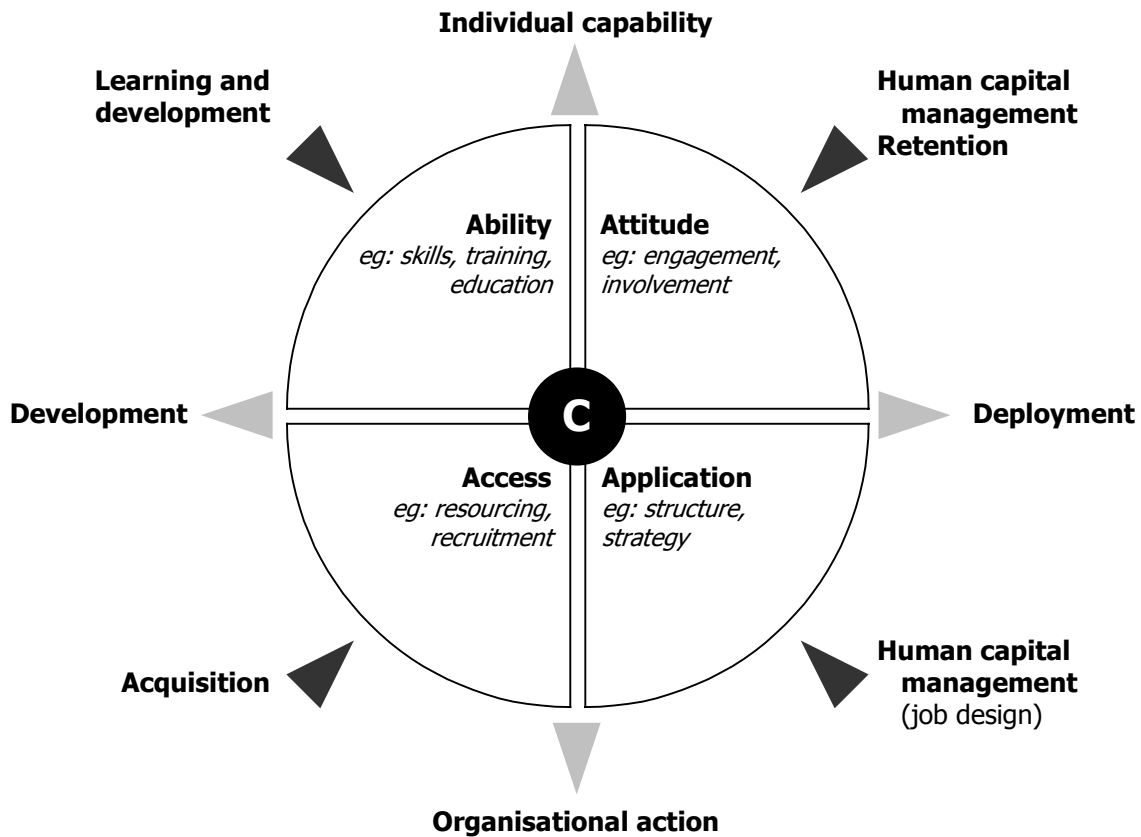 Individual capability
Learning and
development
Human capital
management
Retention
Ability
eg: skills, training,
education
Attitude
eg: engagement,
involvement
Development
C
Deployment
Access
eg: resourcing,
recruitment
Application
eg: structure,
strategy
Acquisition
Human capital
management
(job design)
Organisational action